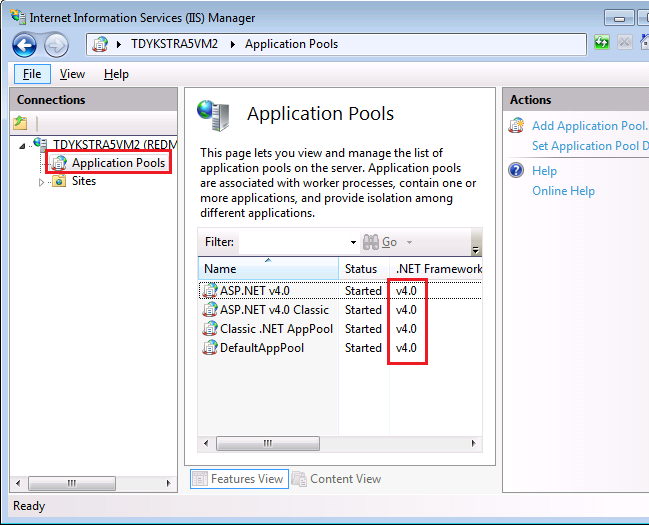 Internet Information Services (IIS) Manager
TDYKSTRA5VM2 Application Pools
File View Help
Connections
TDYKSTRA5VM2 (REDM
Application Pools
Sites
Application Pools
This page lets you view and manage the list of
application pools on the server. Application pools
are associated with worker processes, contain one or
more applications, and provide isolation among
different applications.
Filter: Go
Name Status .NET Framework
ASP.NET v4.0 Started v4.0
ASP.NET v4.0 Classic Started v4.0
Classic .NET AppPool Started v4.0
DefaultAppPool Started v4.0
Features View Content View
Actions
Add Application Pool.
Set Application Pool D
Help
Online Help
Ready